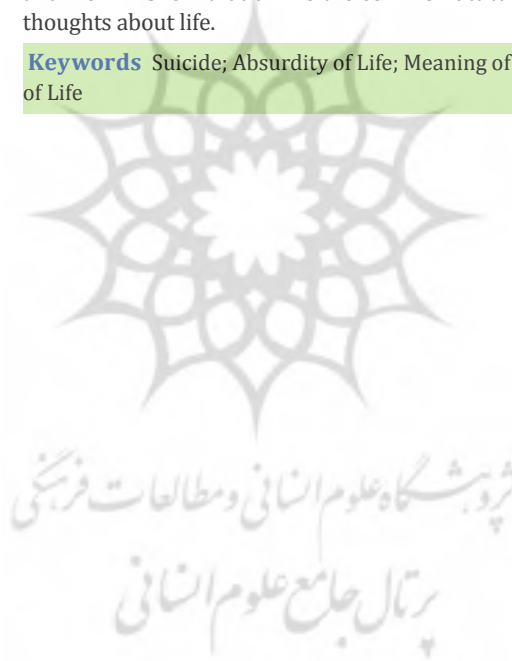 thoughts about life.
Keywords Suicide; Absurdity of Life; Meaning of
of Life
پژوهشگاه علوم انسانی و مطالعات فرهنگی
پرتال جامع علوم انسانی